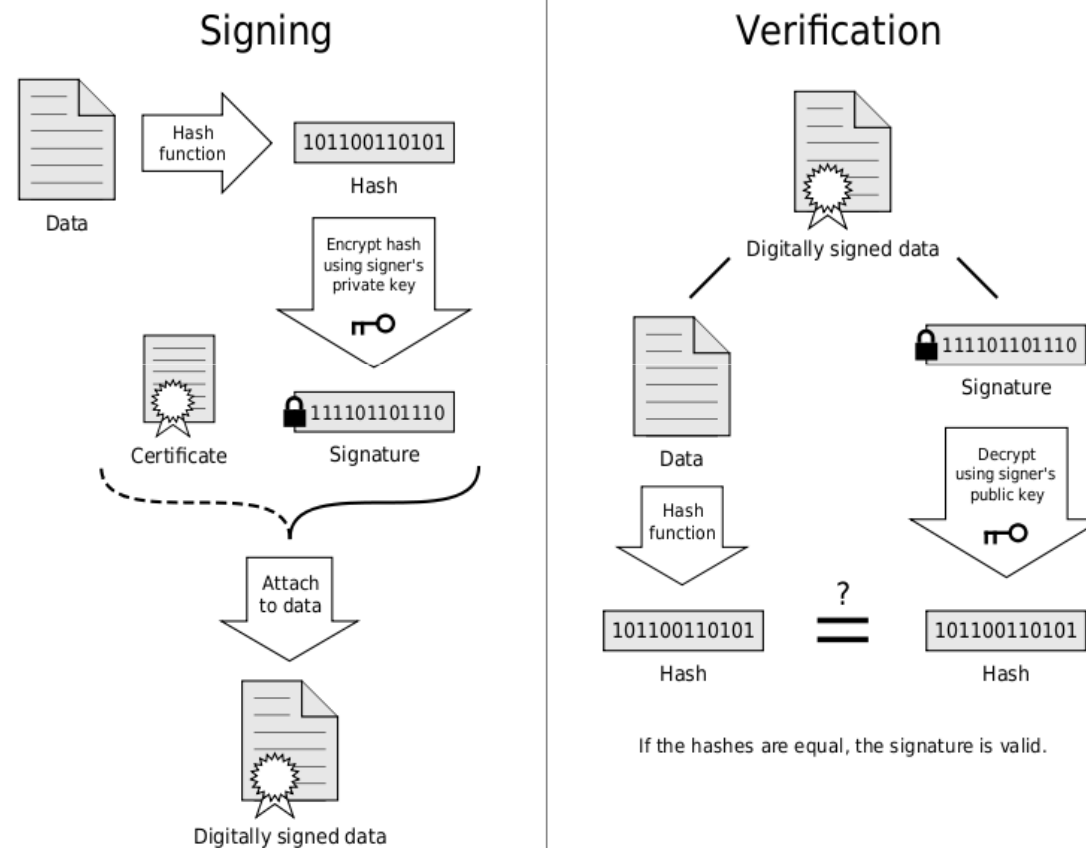 Signing
Hash
function
101100110101
Hash
Data
Encrypt hash
using signer's
private key
111101101110
Certificate
Signature
Attach
to data
Digitally signed data
Verification
Digitally signed data
111101101110
Signature
Data
Decrypt
using signer's
public key
Hash
function
?
101100110101
=
101100110101
Hash
Hash
If the hashes are equal, the signature is valid.